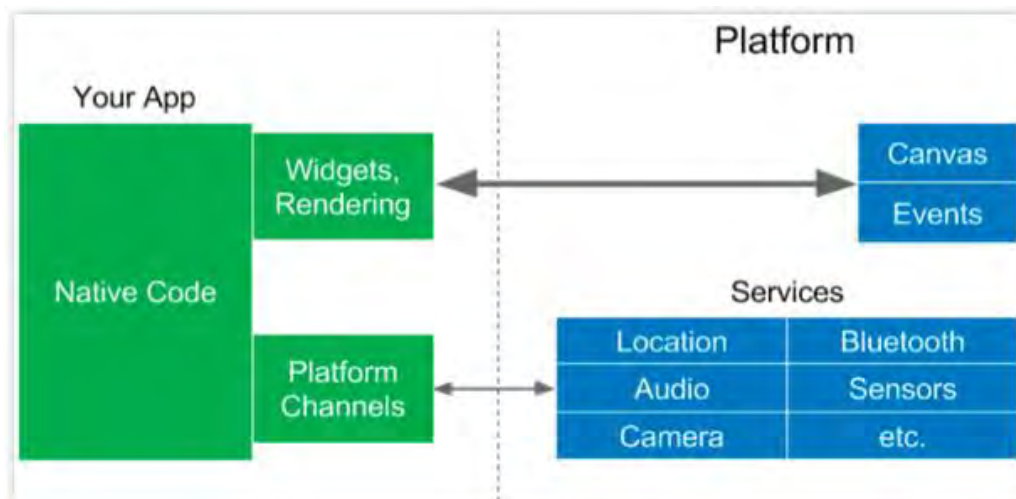 Platform
Your App
Widgets,
Rendering
Canvas
Events
Native Code
Services
Platform
Channels
Location
Bluetooth
Audio
Sensors
Camera
etc.